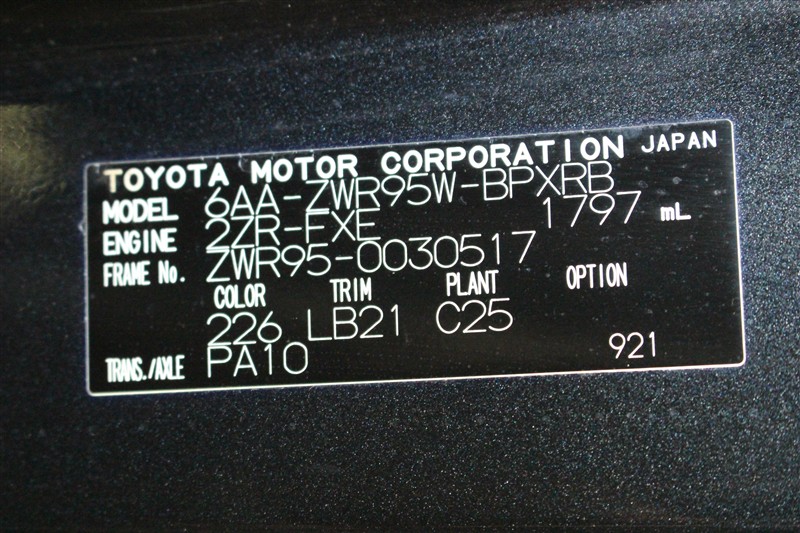 TOYOTA MOTOR CORPORATION JAPAN
MODEL 6AA-ZWR95W-BPXRB
ENGINE 2ZR-FXE 1797 mL
FRAME No. ZWR95-0030517
COLOR TRIM PLANT OPTION
226 LB21 C25
TRANS./AXLE PA10 921